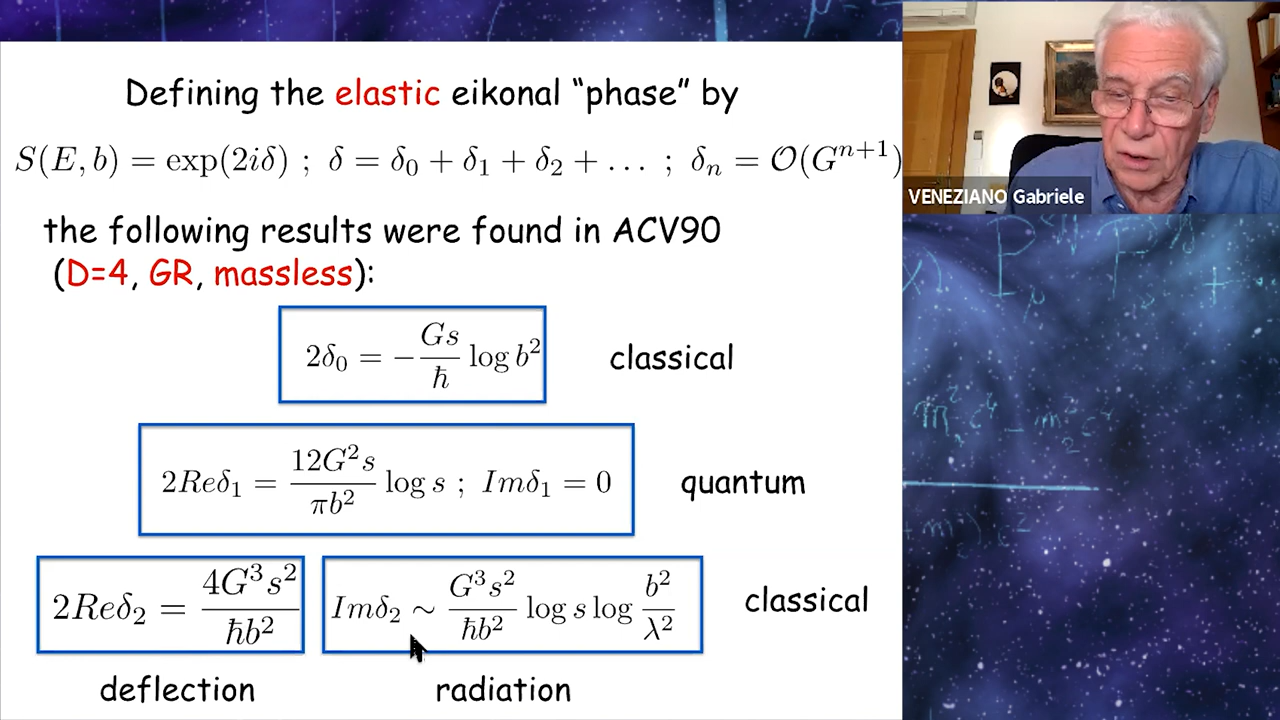 Defining the elastic eikonal “phase” by
S(E, b) = exp(2iδ) ; δ = δ₀ + δ₁ + δ₂ + . . . ; δₙ = O(Gⁿ⁺¹)
the following results were found in ACV90
(D=4, GR, massless):
2δ₀ = −Gs/ħ log b² classical
2Reδ₁ = 12G²s/πb² log s ; Imδ₁ = 0 quantum
2Reδ₂ = 4G³s²/ħb² Imδ₂ ∼ G³s²/ħb² log s log b²/λ² classical
deflection radiation
VENEZIANO Gabriele